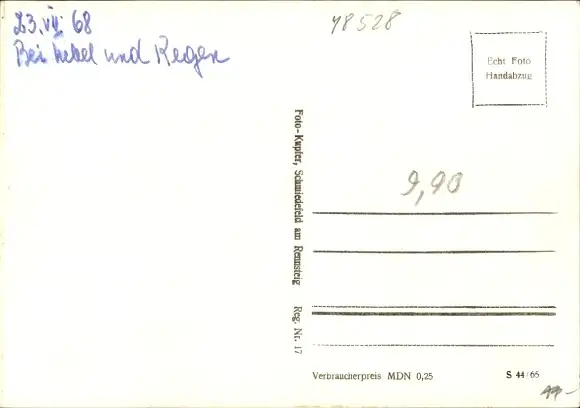 23. VII. 68
Bei Nebel und Regen
48528
Echt Foto
Handabzug
Foto-Kupfer, Schmiedefeld am Rennsteig Reg. Nr. 17
9,90
Verbraucherpreis MDN 0,25
S 44/65